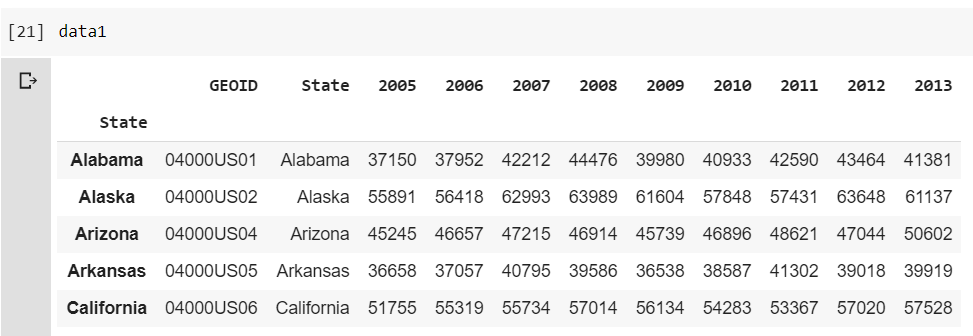 [21] data1
GEOID State 2005 2006 2007 2008 2009 2010 2011 2012 2013
State
Alabama 04000US01 Alabama 37150 37952 42212 44476 39980 40933 42590 43464 41381
Alaska 04000US02 Alaska 55891 56418 62993 63989 61604 57848 57431 63648 61137
Arizona 04000US04 Arizona 45245 46657 47215 46914 45739 46896 48621 47044 50602
Arkansas 04000US05 Arkansas 36658 37057 40795 39586 36538 38587 41302 39018 39919
California 04000US06 California 51755 55319 55734 57014 56134 54283 53367 57020 57528